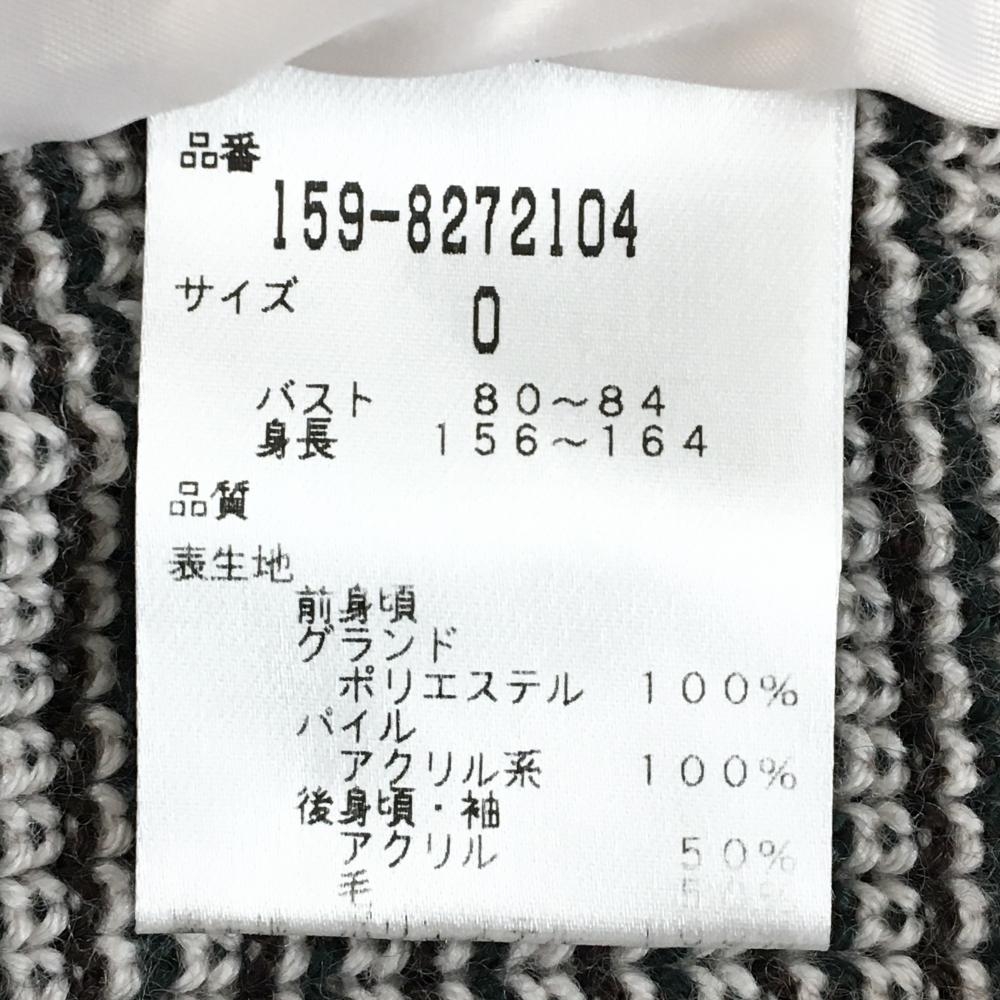 品番
159-8272104
サイズ 0
バスト 80～84
身長 156～164
品質
表生地
前身頃
グランド
ポリエステル 100%
パイル
アクリル系 100%
後身頃・袖
アクリル 50%
毛 50%